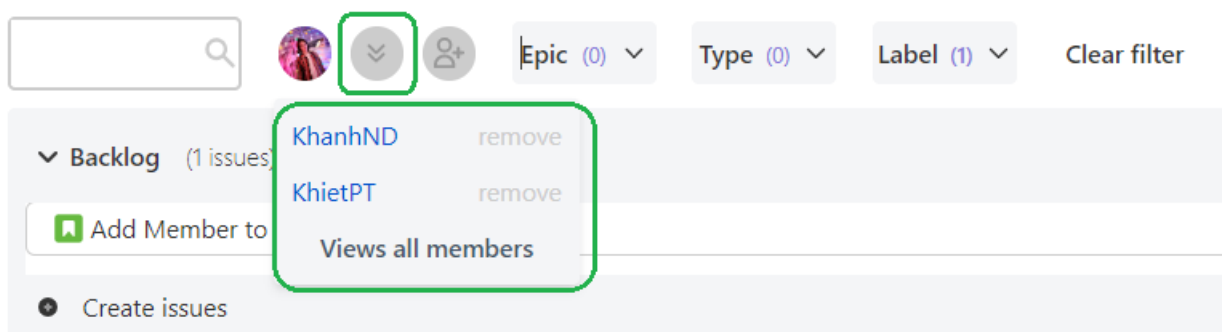 Epic (0) Type (0) Label (1) Clear filter
KhanhND remove
Backlog (1 issues)
KhietPT remove
Add Member to
Views all members
Create issues